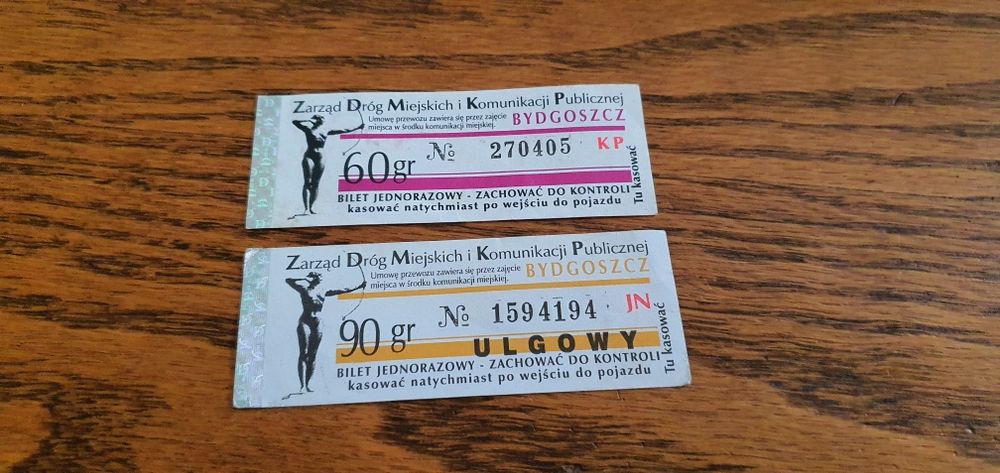 Zarząd Dróg Miejskich i Komunikacji Publicznej
Umowę przewozu zawiera się przez zajęcie
miejsca w środku komunikacji miejskiej.
BYDGOSZCZ
60 gr
№ 270405 KP
BILET JEDNORAZOWY - ZACHOWAĆ DO KONTROLI
kasować natychmiast po wejściu do pojazdu
Tu kasować
Zarząd Dróg Miejskich i Komunikacji Publicznej
Umowę przewozu zawiera się przez zajęcie
miejsca w środku komunikacji miejskiej.
BYDGOSZCZ
90 gr
№ 1594194 JN
ULGOWY
BILET JEDNORAZOWY - ZACHOWAĆ DO KONTROLI
kasować natychmiast po wejściu do pojazdu
Tu kasować